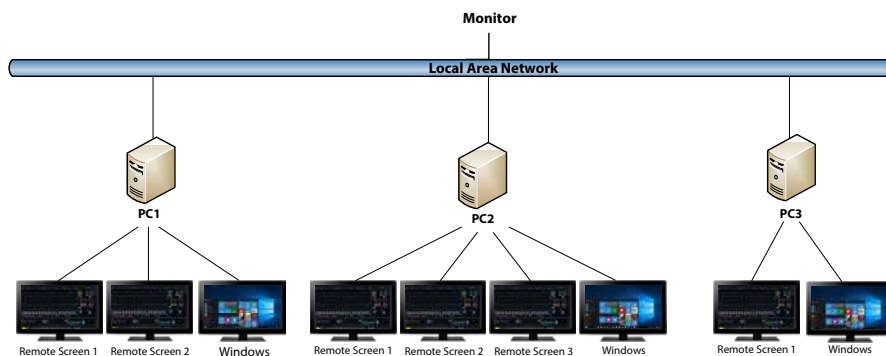 Monitor
Local Area Network
PC1
PC2
PC3
Remote Screen 1
Remote Screen 2
Windows
Remote Screen 1
Remote Screen 2
Remote Screen 3
Windows
Remote Screen 1
Windows